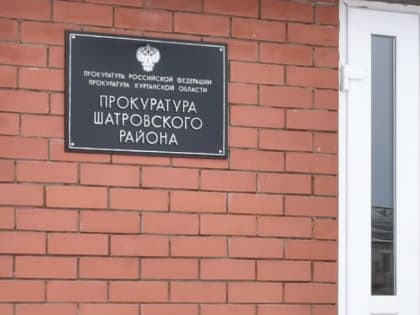 ПРОКУРАТУРА РОССИЙСКОЙ ФЕДЕРАЦИИ
ПРОКУРАТУРА КУРГАНСКОЙ ОБЛАСТИ
ПРОКУРАТУРА
ШАТРОВСКОГО
РАЙОНА